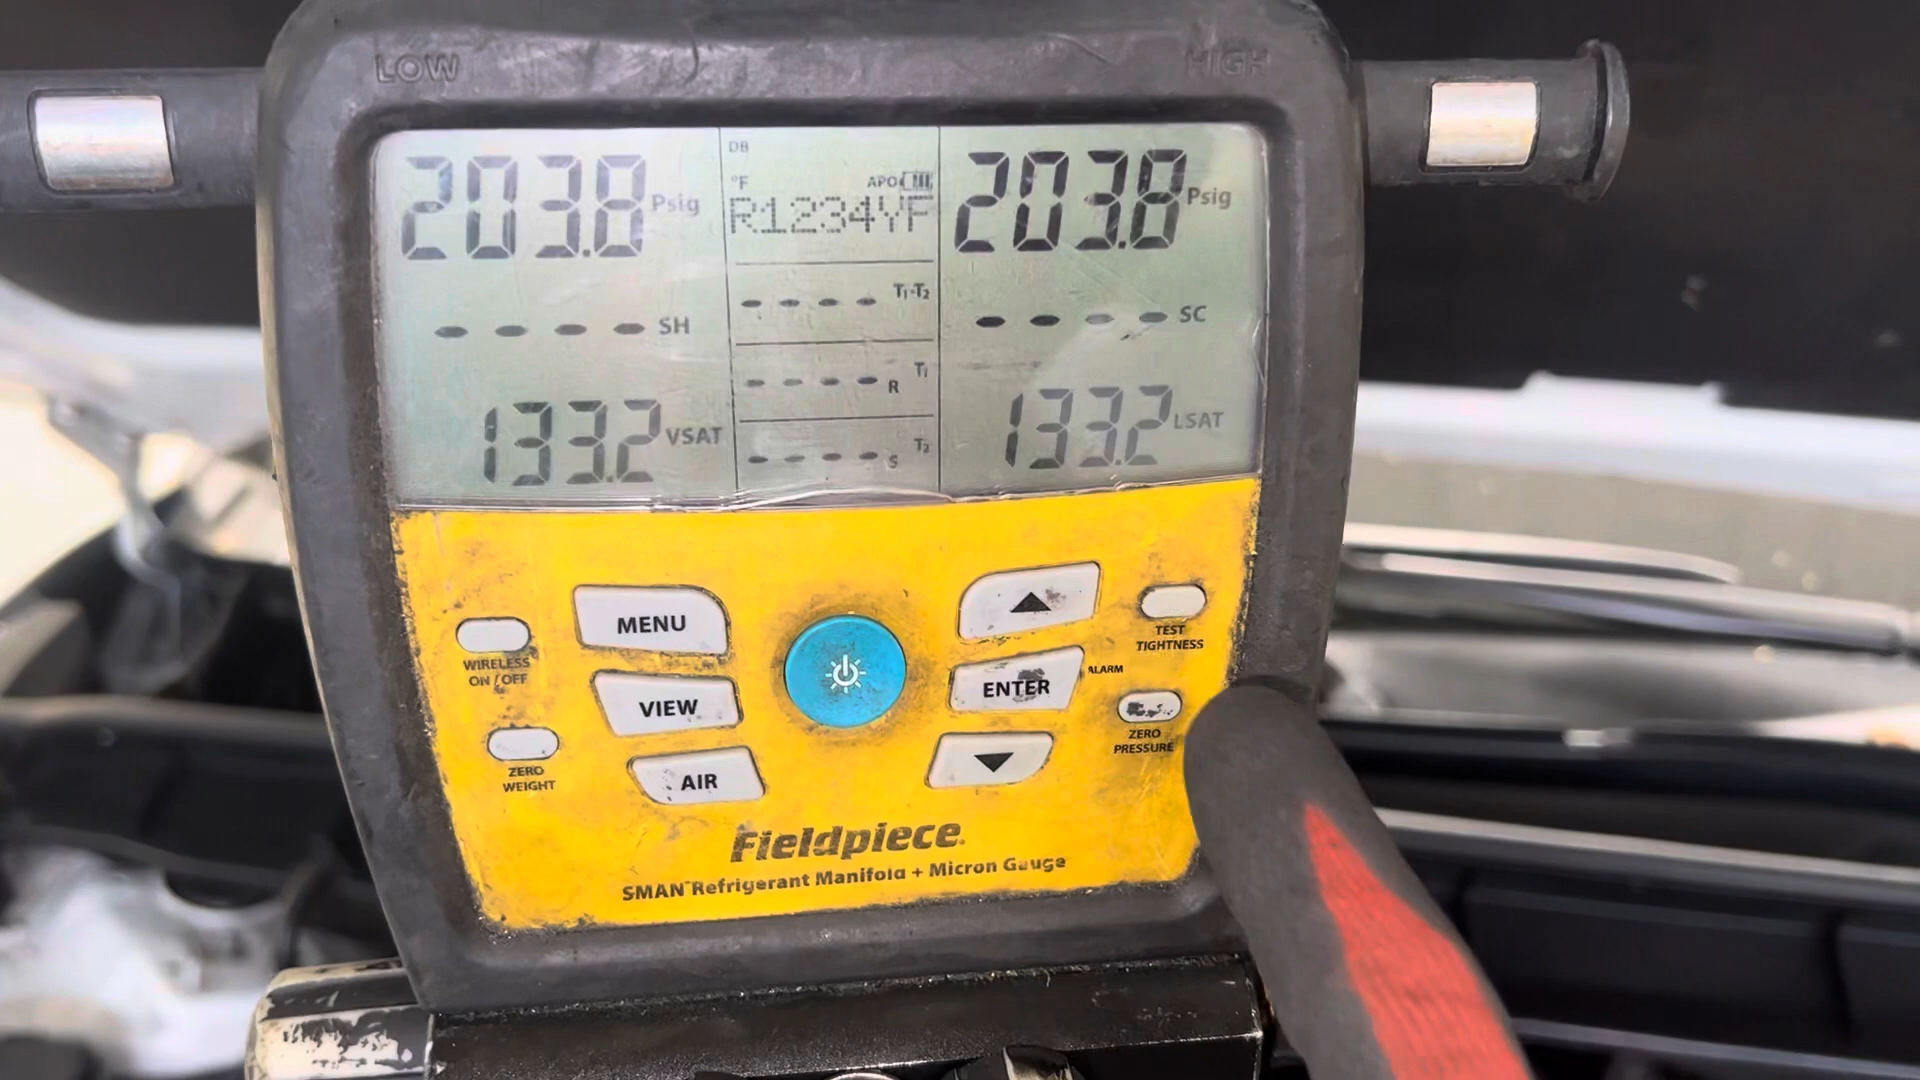 LOW
HIGH
203.8 Psig
DB
°F
APO
R1234YF
203.8 Psig
- - - - SH
- - - - T1-T2
- - - - SC
- - - - T1
R
133.2 VSAT
- - - - T2
S
133.2 LSAT
WIRELESS
ON / OFF
MENU
TEST
TIGHTNESS
VIEW
ENTER
ALARM
ZERO
WEIGHT
AIR
ZERO
PRESSURE
Fieldpiece
SMAN™ Refrigerant Manifold + Micron Gauge